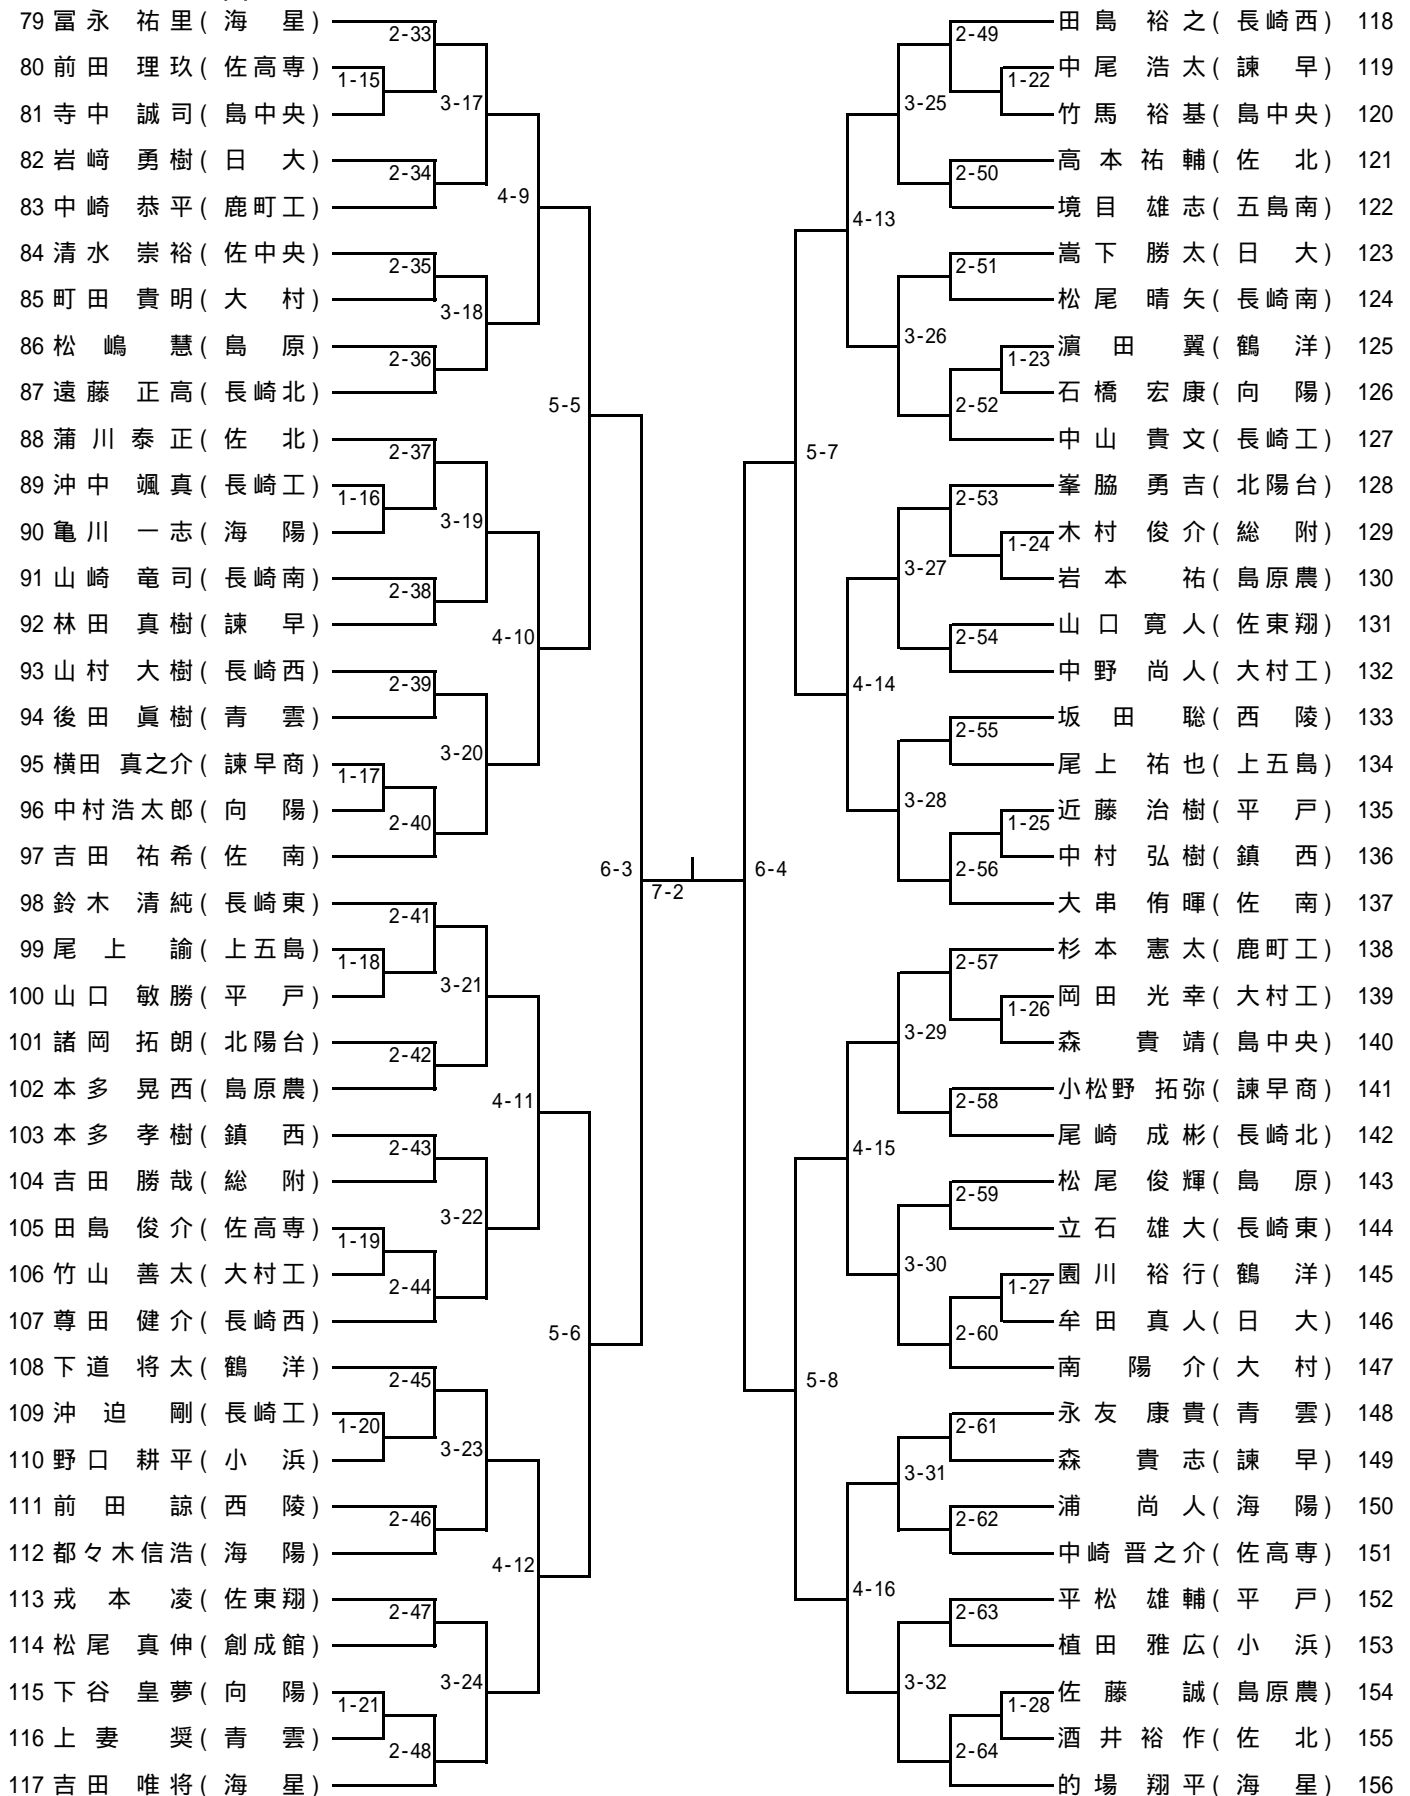 79 冨永 祐里(海 星)
2-33
80 前田 理玖(佐高専)
1-15
81 寺中 誠司(島中央)
3-17
82 岩﨑 勇樹(日 大)
2-34
83 中崎 恭平(鹿町工)
4-9
84 清水 崇裕(佐中央)
2-35
85 町田 貴明(大 村)
3-18
86 松嶋 慧(島 原)
2-36
87 遠藤 正高(長崎北)
5-5
88 蒲川泰正(佐 北)
2-37
89 沖中 颯真(長崎工)
1-16
90 亀川 一志(海 陽)
3-19
91 山崎 竜司(長崎南)
2-38
92 林田 真樹(諫 早)
4-10
93 山村 大樹(長崎西)
2-39
94 後田 眞樹(青 雲)
3-20
95 横田 真之介(諫早商)
1-17
96 中村浩太郎(向 陽)
2-40
97 吉田 祐希(佐 南)
6-3
7-2
98 鈴木 清純(長崎東)
2-41
99 尾上 諭(上五島)
1-18
100 山口 敏勝(平 戸)
3-21
101 諸岡 拓朗(北陽台)
2-42
102 本多 晃西(島原農)
4-11
103 本多 孝樹(鎮 西)
2-43
104 吉田 勝哉(総 附)
3-22
105 田島 俊介(佐高専)
1-19
106 竹山 善太(大村工)
2-44
107 尊田 健介(長崎西)
5-6
108 下道 将太(鶴 洋)
2-45
109 沖迫 剛(長崎工)
1-20
110 野口 耕平(小 浜)
3-23
111 前田 諒(西 陵)
2-46
112 都々木信浩(海 陽)
4-12
113 戎本 凌(佐東翔)
2-47
114 松尾 真伸(創成館)
3-24
115 下谷 皇夢(向 陽)
1-21
116 上妻 奨(青 雲)
2-48
117 吉田 唯将(海 星)
田島 裕之(長崎西) 118
2-49
中尾 浩太(諫 早) 119
1-22
竹馬 裕基(島中央) 120
3-25
高本祐輔(佐 北) 121
2-50
境目 雄志(五島南) 122
4-13
嵩下 勝太(日 大) 123
2-51
松尾 晴矢(長崎南) 124
3-26
濵田 翼(鶴 洋) 125
1-23
石橋 宏康(向 陽) 126
2-52
中山 貴文(長崎工) 127
5-7
峯脇 勇吉(北陽台) 128
2-53
木村 俊介(総 附) 129
1-24
岩本 祐(島原農) 130
3-27
山口 寛人(佐東翔) 131
2-54
中野 尚人(大村工) 132
4-14
坂田 聡(西 陵) 133
2-55
尾上 祐也(上五島) 134
3-28
近藤 治樹(平 戸) 135
1-25
中村 弘樹(鎮 西) 136
2-56
大串 侑暉(佐 南) 137
6-4
杉本 憲太(鹿町工) 138
2-57
岡田 光幸(大村工) 139
1-26
森 貴靖(島中央) 140
3-29
小松野 拓弥(諫早商) 141
2-58
尾崎 成彬(長崎北) 142
4-15
松尾 俊輝(島 原) 143
2-59
立石 雄大(長崎東) 144
3-30
園川 裕行(鶴 洋) 145
1-27
牟田 真人(日 大) 146
2-60
南 陽介(大 村) 147
5-8
永友 康貴(青 雲) 148
2-61
森 貴志(諫 早) 149
3-31
浦 尚人(海 陽) 150
2-62
中崎 晋之介(佐高専) 151
4-16
平松 雄輔(平 戸) 152
2-63
植田 雅広(小 浜) 153
3-32
佐藤 誠(島原農) 154
1-28
酒井裕作(佐 北) 155
2-64
的場 翔平(海 星) 156